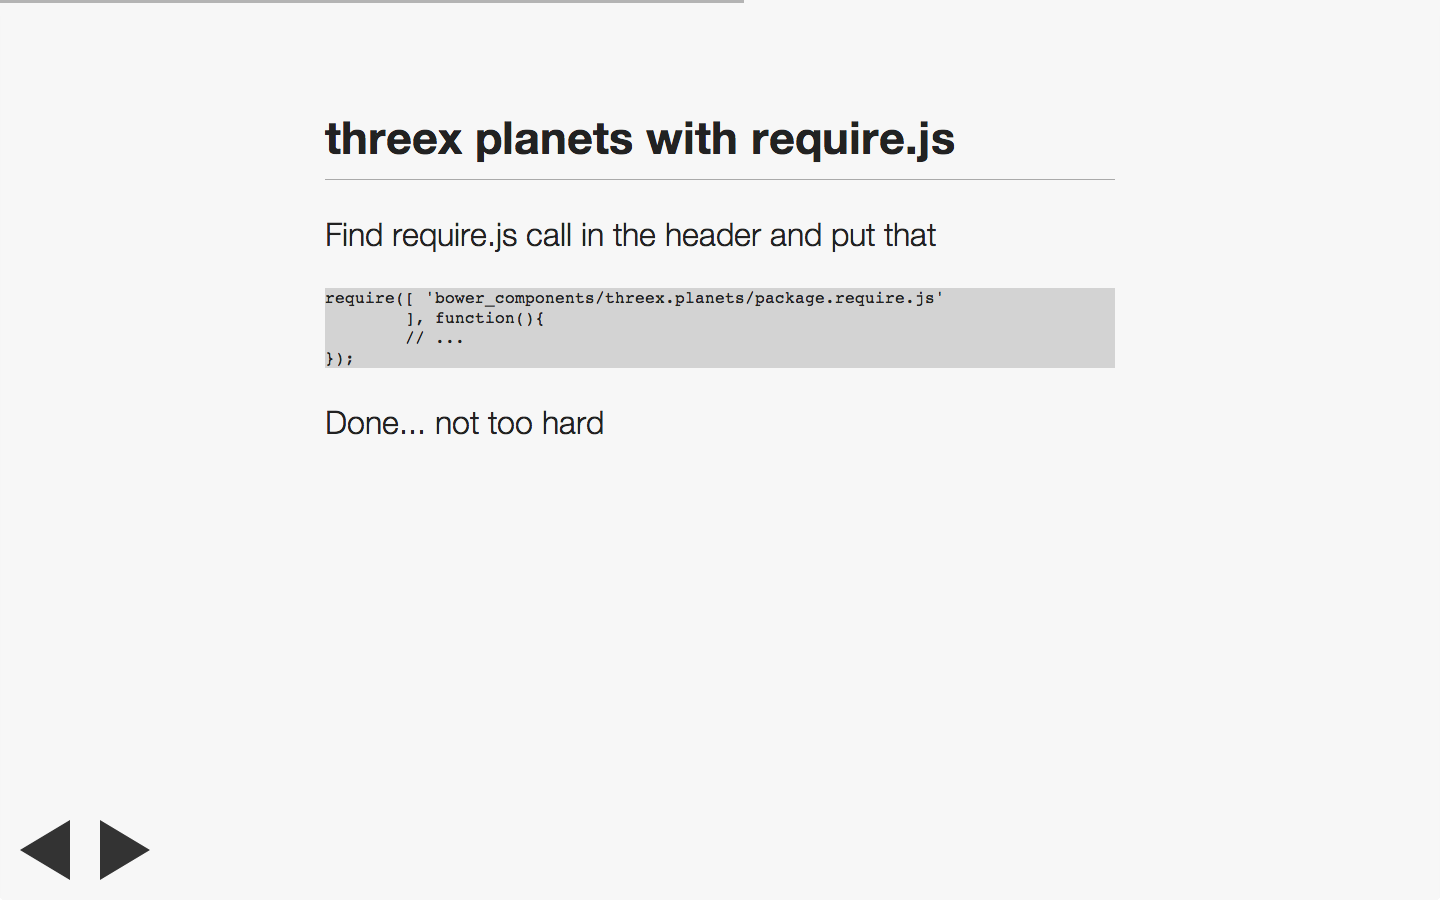 threex planets with require.js
Find require.js call in the header and put that
require([ 'bower_components/threex.planets/package.require.js'
        ], function(){
        // ...
});
Done... not too hard